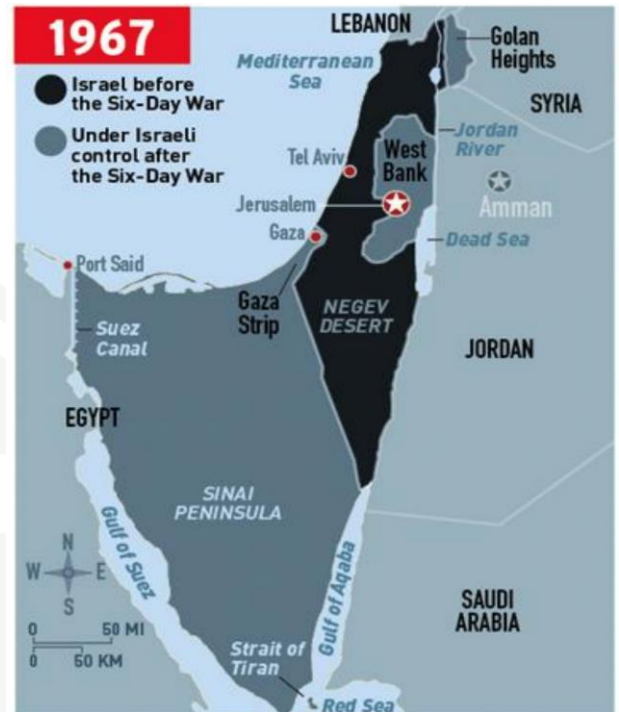 1967
Israel before
the Six-Day War
Under Israeli
control after
the Six-Day War
LEBANON
Mediterranean
Sea
Golan
Heights
SYRIA
Jordan
River
Tel Aviv
West
Bank
Jerusalem
Amman
Gaza
Dead Sea
Port Said
Gaza
Strip
NEGEV
DESERT
Suez
Canal
JORDAN
EGYPT
SINAI
PENINSULA
Gulf of Suez
Gulf of Aqaba
N
W E
S
0 50 MI
0 50 KM
SAUDI
ARABIA
Strait of
Tiran
Red Sea